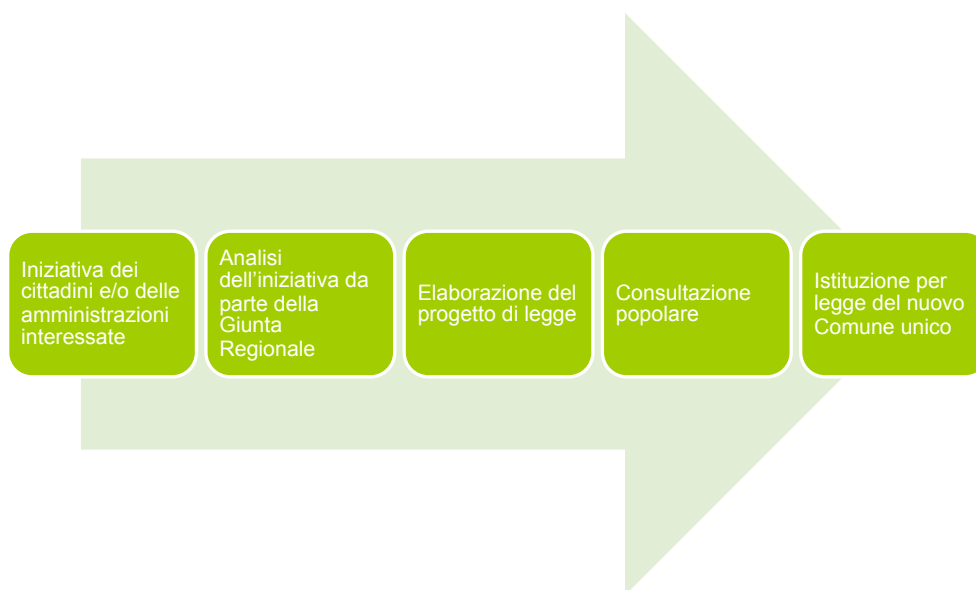 Iniziativa dei
cittadini e/o delle
amministrazioni
interessate
Analisi
dell’iniziativa da
parte della
Giunta
Regionale
Elaborazione del
progetto di legge
Consultazione
popolare
Istituzione per
legge del nuovo
Comune unico